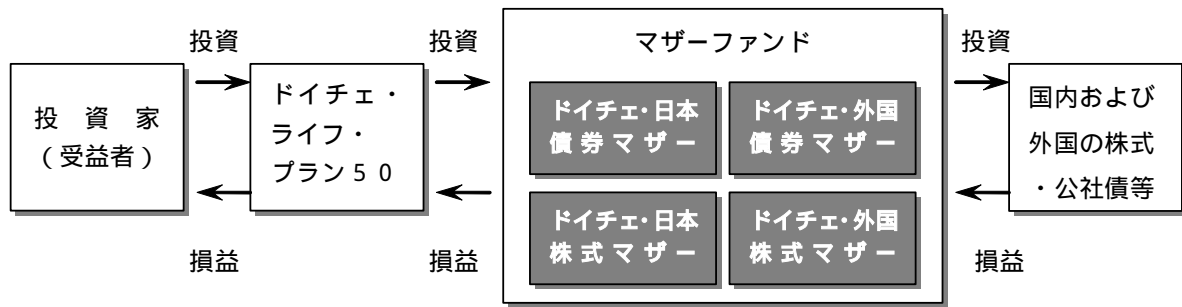 投資
投資
マザーファンド
投資
投　資　家
（受益者）
ドイチェ・
ライフ・
プラン５０
ドイチェ・日本
債券マザー
ドイチェ・外国
債券マザー
ドイチェ・日本
株式マザー
ドイチェ・外国
株式マザー
国内および
外国の株式
・公社債等
損益
損益
損益